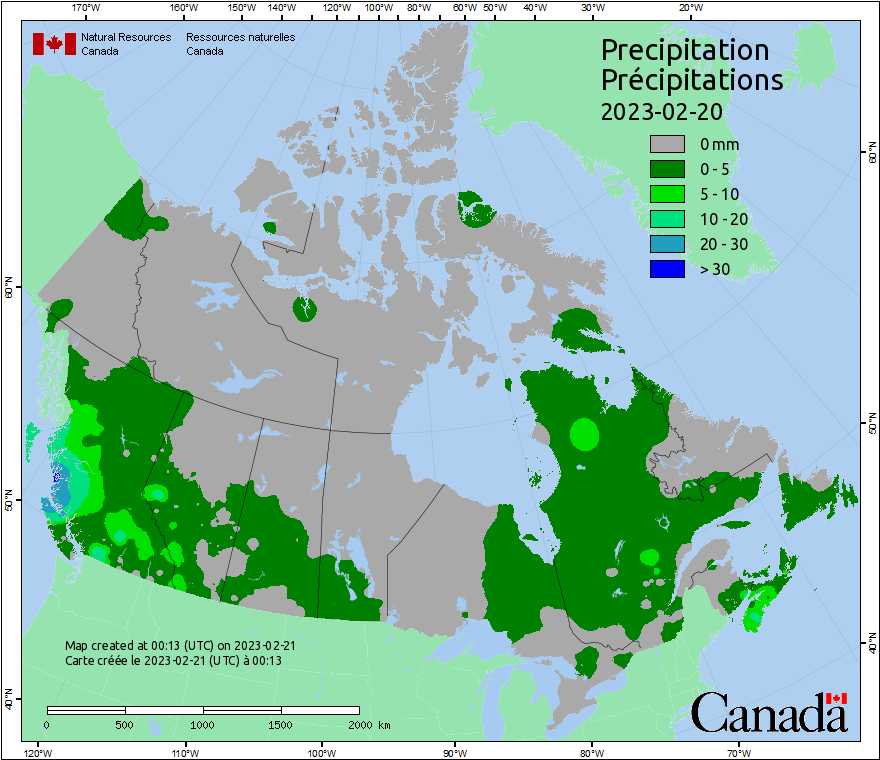 170°W 160°W 150°W 140°W 130°W 120°W 110°W 100°W 90°W 80°W 60°W 50°W 40°W 30°W 20°W
Natural Resources Ressources naturelles
Canada Canada
Precipitation
Précipitations
2023-02-20
0 mm
0 - 5
5 - 10
10 - 20
20 - 30
> 30
60°N 60°N
50°N
50°N
40°N
40°N
Map created at 00:13 (UTC) on 2023-02-21
Carte créée le 2023-02-21 (UTC) à 00:13
0 500 1000 1500 2000 km
Canada
120°W 110°W 100°W 90°W 80°W 70°W